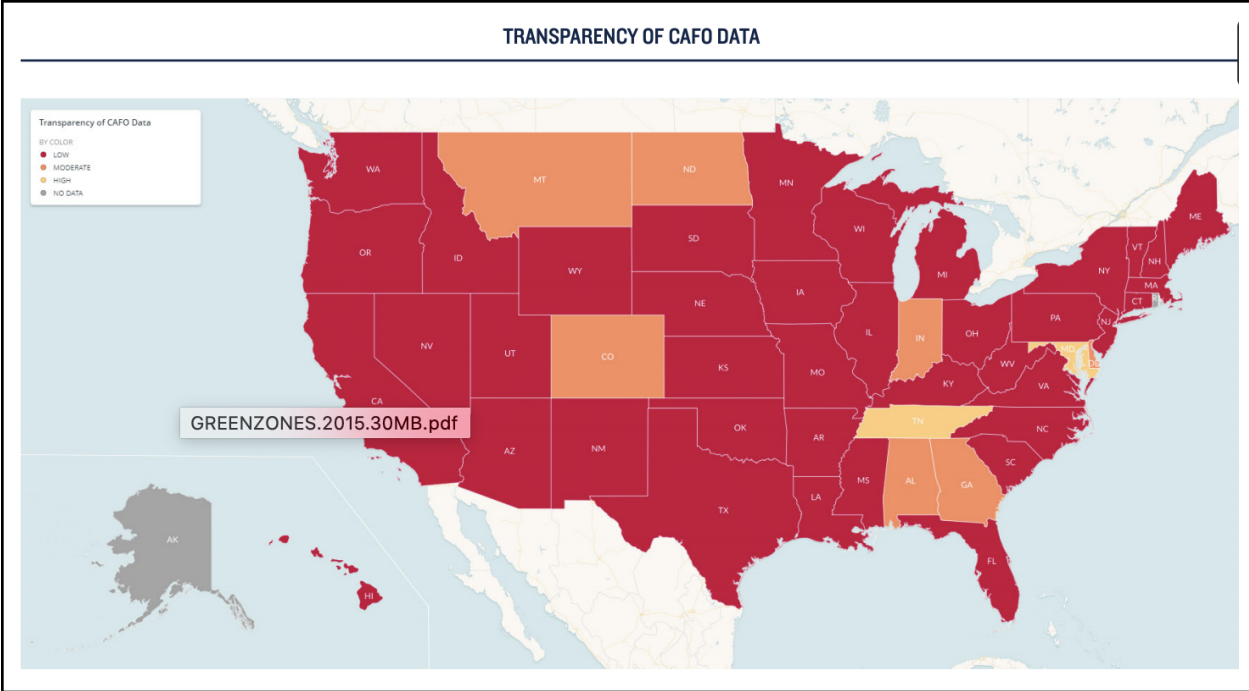 TRANSPARENCY OF CAFO DATA
Transparency of CAFO Data
BY COLOR
LOW
MODERATE
HIGH
NO DATA
WA
MT
ND
MN
ME
OR
ID
SD
WI
VT
NH
WY
MI
NY
MA
CT
IA
NE
PA
NJ
NV
UT
CO
IL
IN
OH
MD
DE
WV
KS
MO
KY
VA
CA
GREENZONES.2015.30MB.pdf
TN
NC
OK
AR
AZ
NM
SC
MS
AL
GA
LA
TX
AK
FL
HI